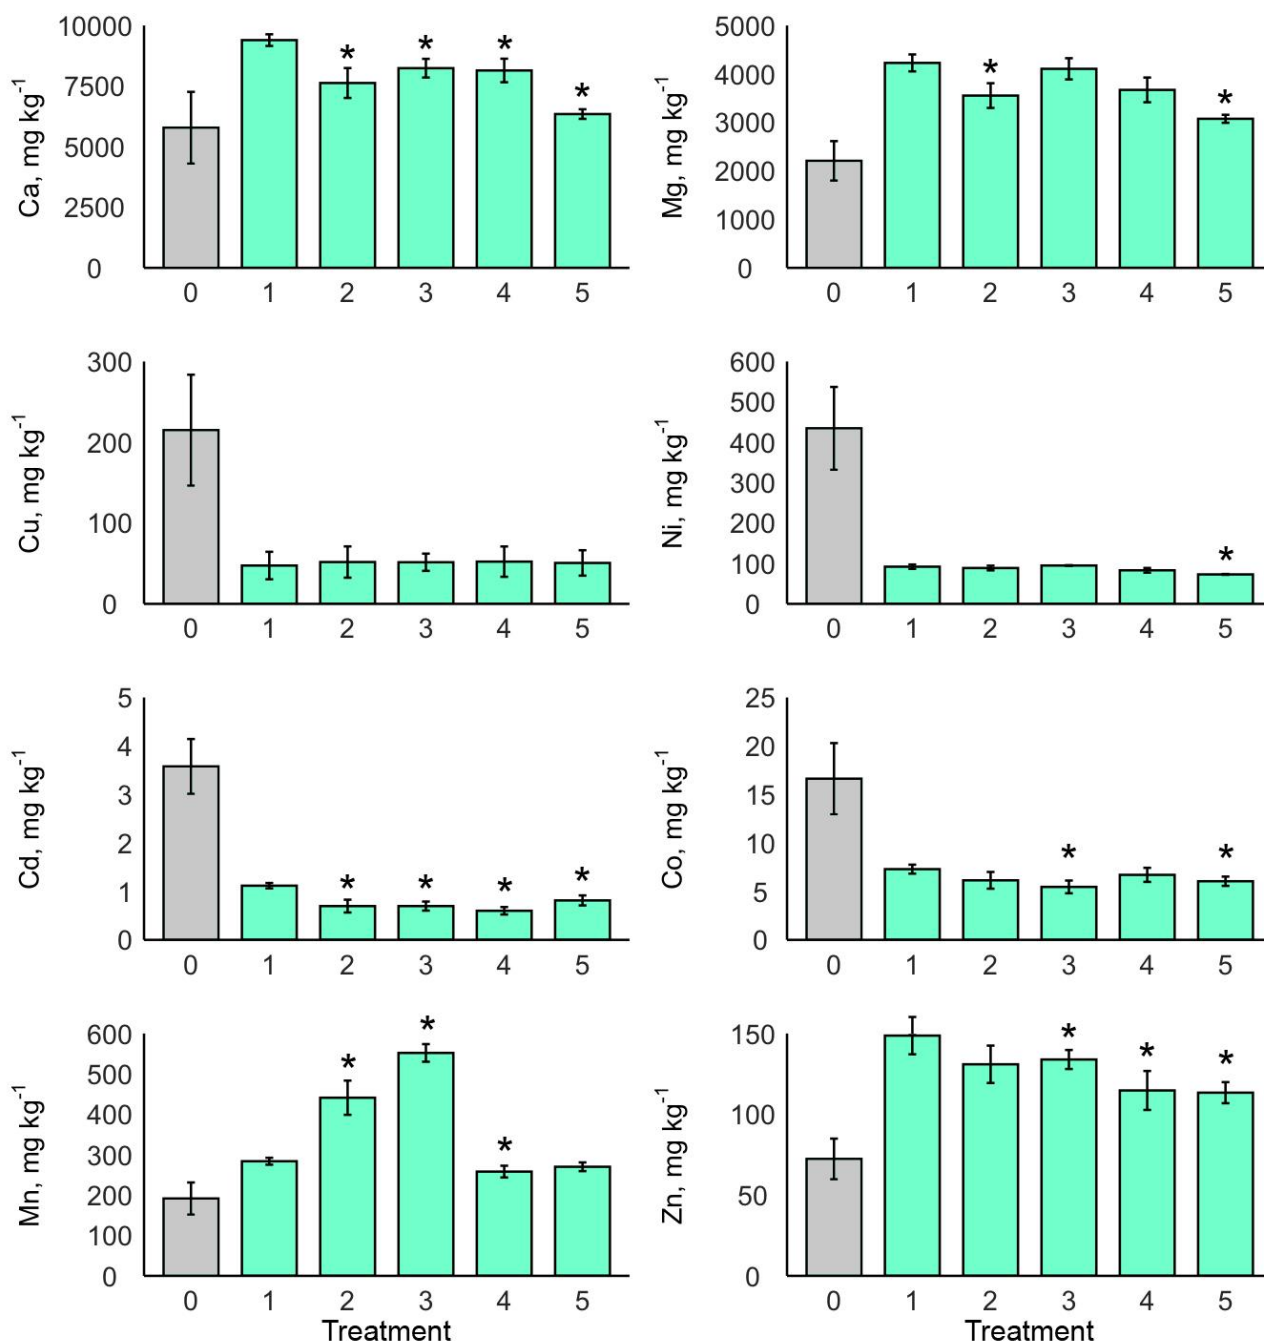 10000
7500
5000
2500
0
Ca, mg kg-1
* * * *
0 1 2 3 4 5
5000
4000
3000
2000
1000
0
Mg, mg kg-1
* *
0 1 2 3 4 5
300
200
100
0
Cu, mg kg-1
0 1 2 3 4 5
600
500
400
300
200
100
0
Ni, mg kg-1
*
0 1 2 3 4 5
5
4
3
2
1
0
Cd, mg kg-1
* * * *
0 1 2 3 4 5
25
20
15
10
5
0
Co, mg kg-1
* *
0 1 2 3 4 5
600
500
400
300
200
100
0
Mn, mg kg-1
* * *
0 1 2 3 4 5
Treatment
150
100
50
0
Zn, mg kg-1
* * *
0 1 2 3 4 5
Treatment